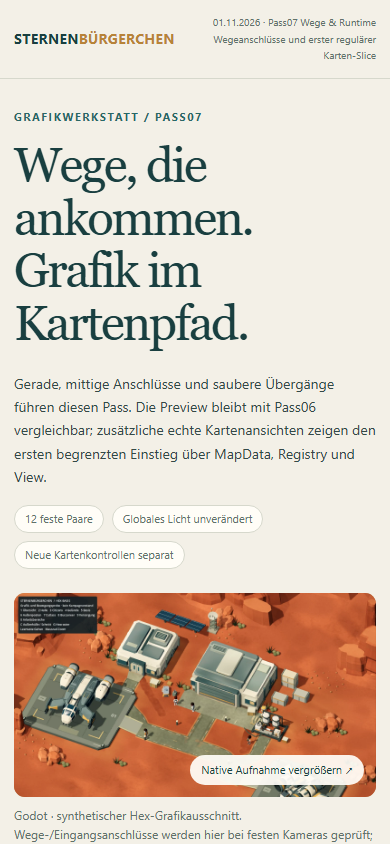 STERNENBÜRGERCHEN
01.11.2026 · Pass07 Wege & Runtime
Wegeanschlüsse und erster regulärer
Karten-Slice
GRAFIKWERKSTATT / PASS07
Wege, die
ankommen.
Grafik im
Kartenpfad.
Gerade, mittige Anschlüsse und saubere Übergänge
führen diesen Pass. Die Preview bleibt mit Pass06
vergleichbar; zusätzliche echte Kartenansichten zeigen den
ersten begrenzten Einstieg über MapData, Registry und
View.
12 feste Paare
Globales Licht unverändert
Neue Kartenkontrollen separat
Native Aufnahme vergrößern ↗
Godot · synthetischer Hex-Grafikausschnitt.
Wege-/Eingangsanschlüsse werden hier bei festen Kameras geprüft;